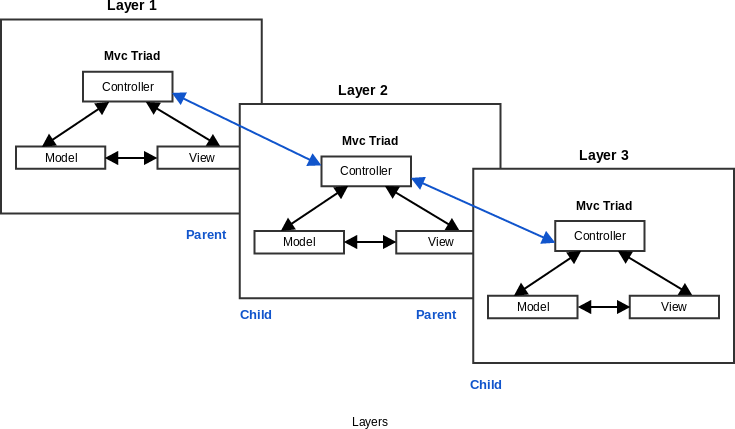 Layer 1
Mvc Triad
Controller
Model
View
Parent
Layer 2
Mvc Triad
Controller
Model
View
Child
Parent
Layer 3
Mvc Triad
Controller
Model
View
Child
Layers